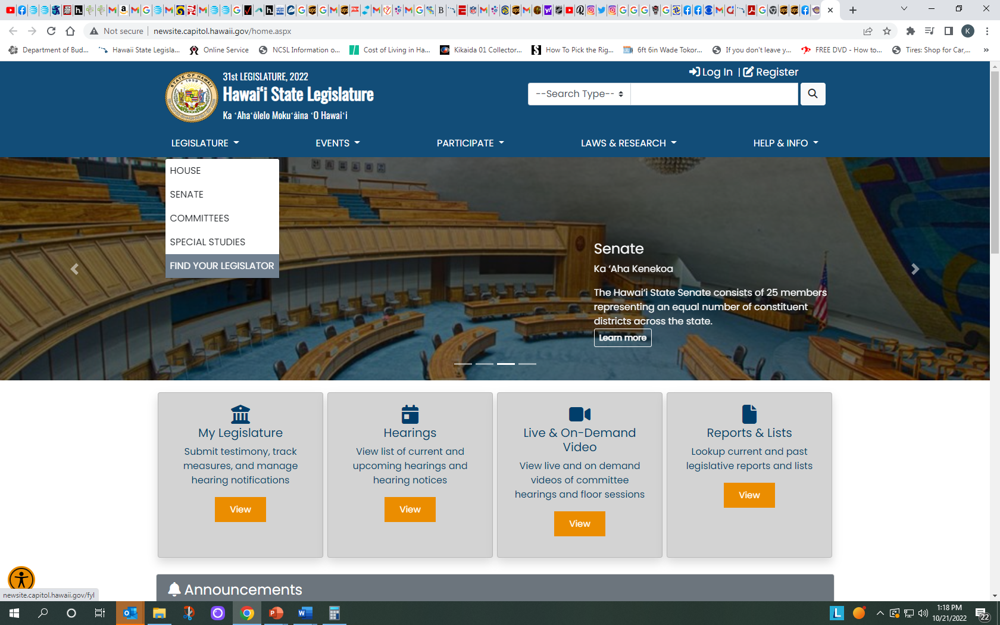 Not secure
newsite.capitol.hawaii.gov/home.aspx
K
Department of Bud...
Hawaii State Legisla...
Online Service
NCSL Information o...
Cost of Living in Ha...
Kikaida 01 Collector...
How To Pick the Rig...
6ft 6in Wade Tokor...
If you don't leave y...
FREE DVD - How to...
Tires: Shop for Car,...
»
STATE OF HAWAII
1959
31st LEGISLATURE, 2022
Hawaiʻi State Legislature
Ka ʻAhaʻōlelo Mokuʻāina ʻO Hawaiʻi
Log In | Register
--Search Type--
LEGISLATURE
EVENTS
PARTICIPATE
LAWS & RESEARCH
HELP & INFO
HOUSE
SENATE
COMMITTEES
SPECIAL STUDIES
FIND YOUR LEGISLATOR
Senate
Ka ʻAha Kenekoa
The Hawaiʻi State Senate consists of 25 members
representing an equal number of constituent
districts across the state.
Learn more
My Legislature
Submit testimony, track
measures, and manage
hearing notifications
View
Hearings
View list of current and
upcoming hearings and
hearing notices
View
Live & On-Demand
Video
View live and on demand
videos of committee
hearings and floor sessions
View
Reports & Lists
Lookup current and past
legislative reports and lists
View
Announcements
newsite.capitol.hawaii.gov/fyl
1:18 PM
10/21/2022
22